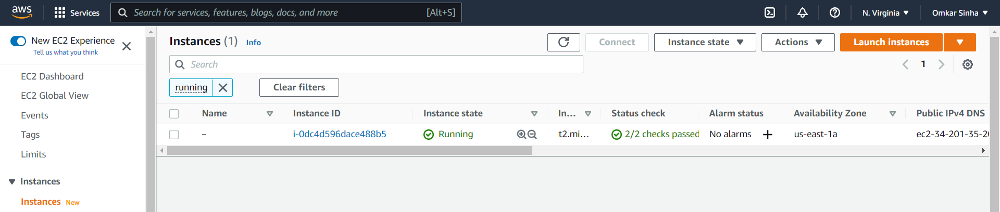 aws Services Search for services, features, blogs, docs, and more [Alt+S] N. Virginia Omkar Sinha
New EC2 Experience
Tell us what you think
EC2 Dashboard
EC2 Global View
Events
Tags
Limits
Instances
Instances New
Instances (1) Info Connect Instance state Actions Launch instances
Search 1
running Clear filters
Name Instance ID Instance state In... Status check Alarm status Availability Zone Public IPv4 DNS
– i-0dc4d596dace488b5 Running t2.mi... 2/2 checks passed No alarms + us-east-1a ec2-34-201-35-20